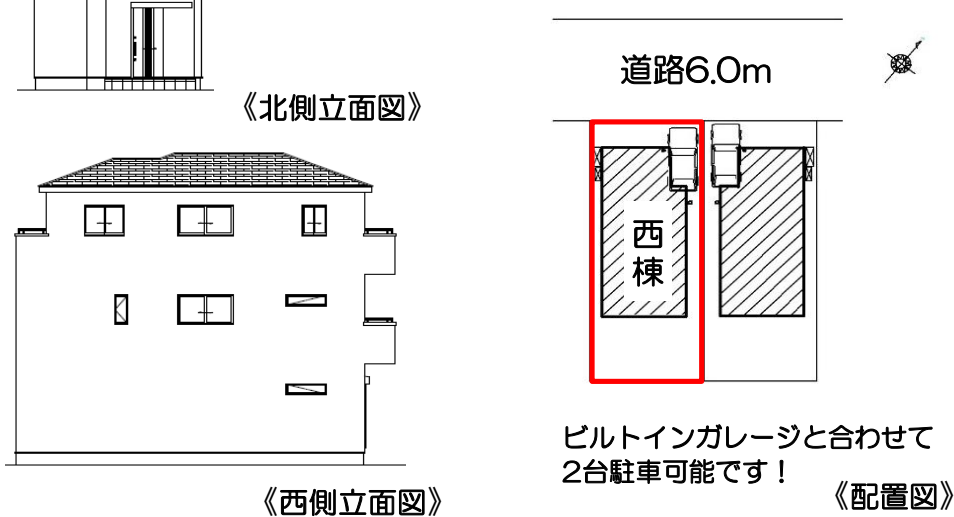 《北側立面図》
《西側立面図》
道路6.0m
西
棟
ビルトインガレージと合わせて
2台駐車可能です!
《配置図》